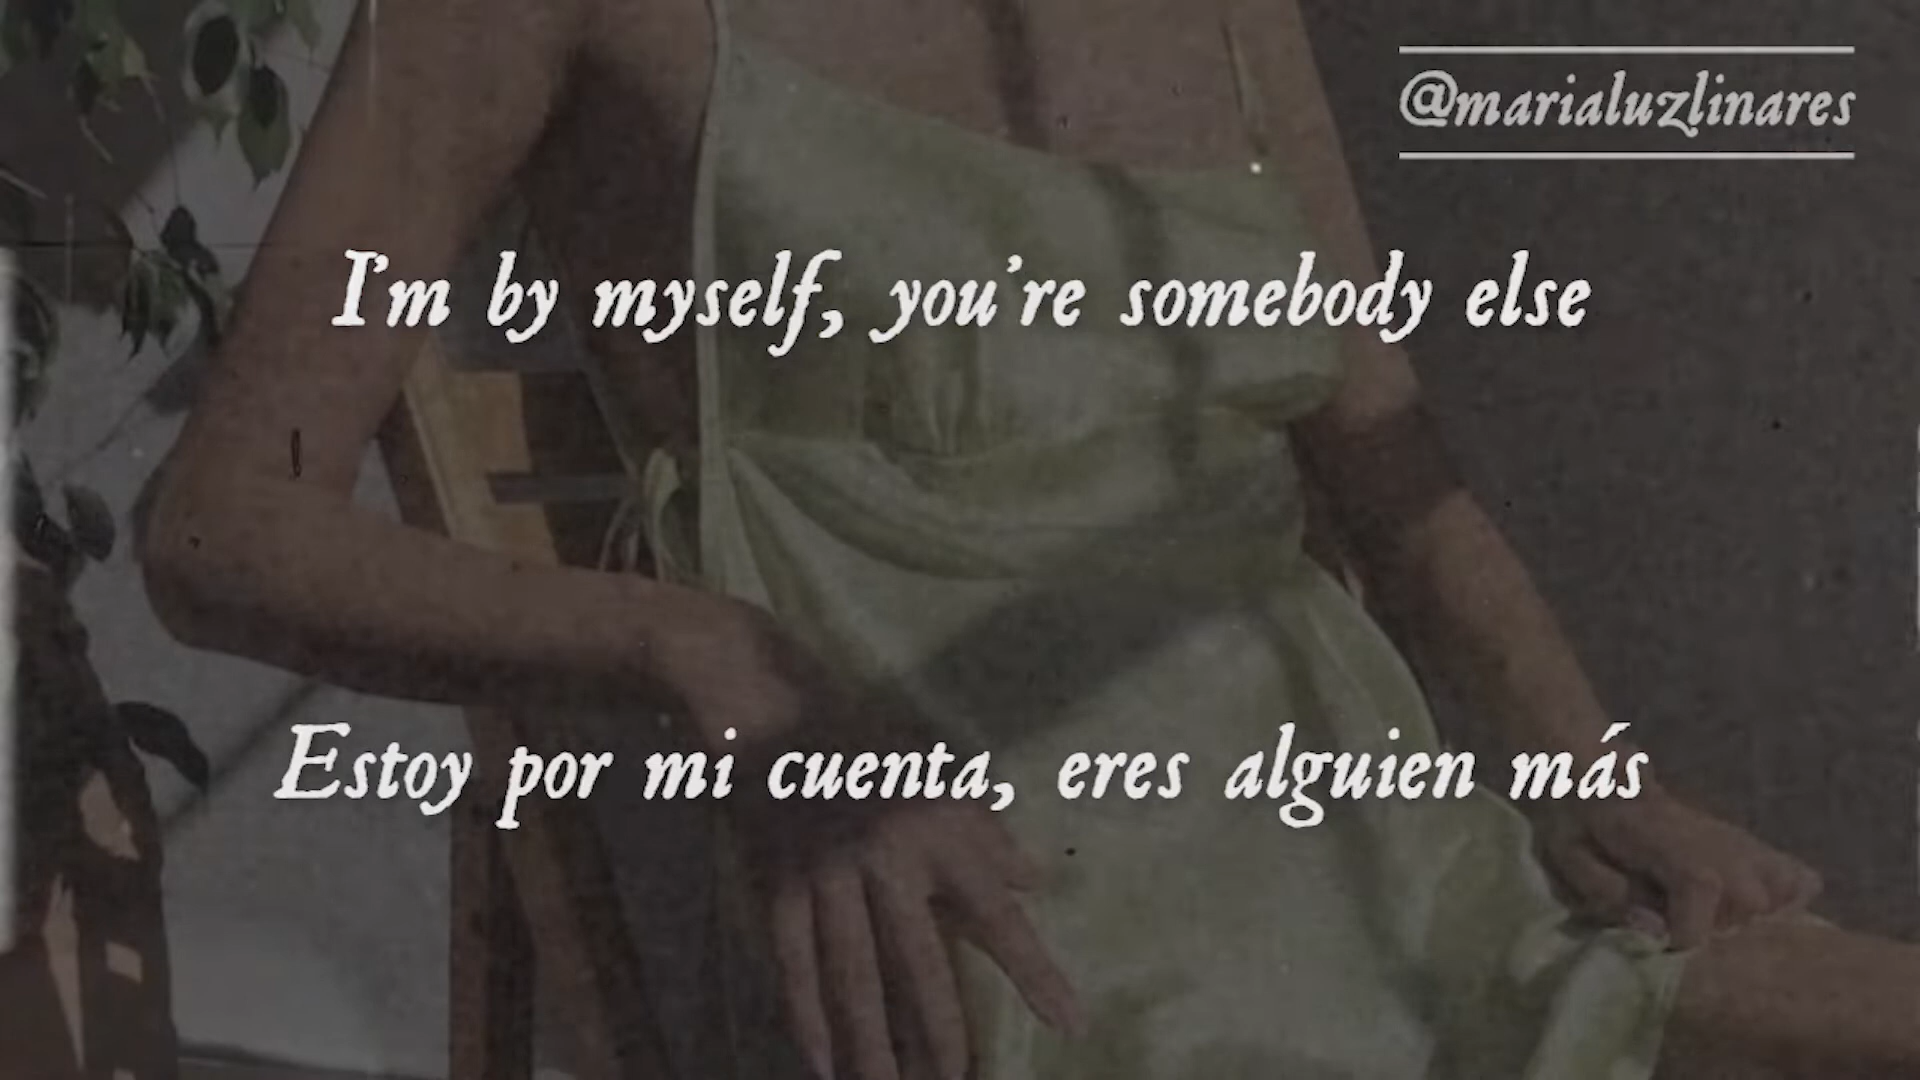 @marialuzlinares
I'm by myself, you're somebody else
Estoy por mi cuenta, eres alguien más